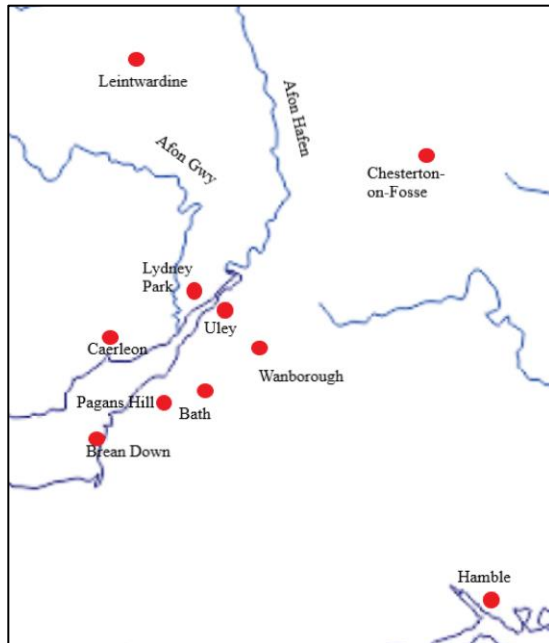 Leintwardine
Afon Hafen
Afon Gwy
Chesterton-
on-Fosse
Lydney
Park
Uley
Caerleon
Wanborough
Pagans Hill
Bath
Brean Down
Hamble